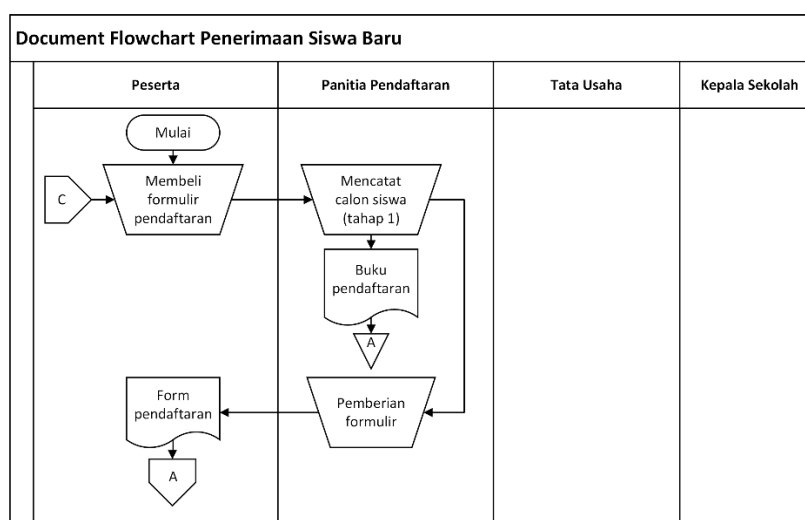 Document Flowchart Penerimaan Siswa Baru
Peserta
Panitia Pendaftaran
Tata Usaha
Kepala Sekolah
Mulai
C
Membeli
formulir
pendaftaran
Mencatat
calon siswa
(tahap 1)
Buku
pendaftaran
A
Form
pendaftaran
Pemberian
formulir
A